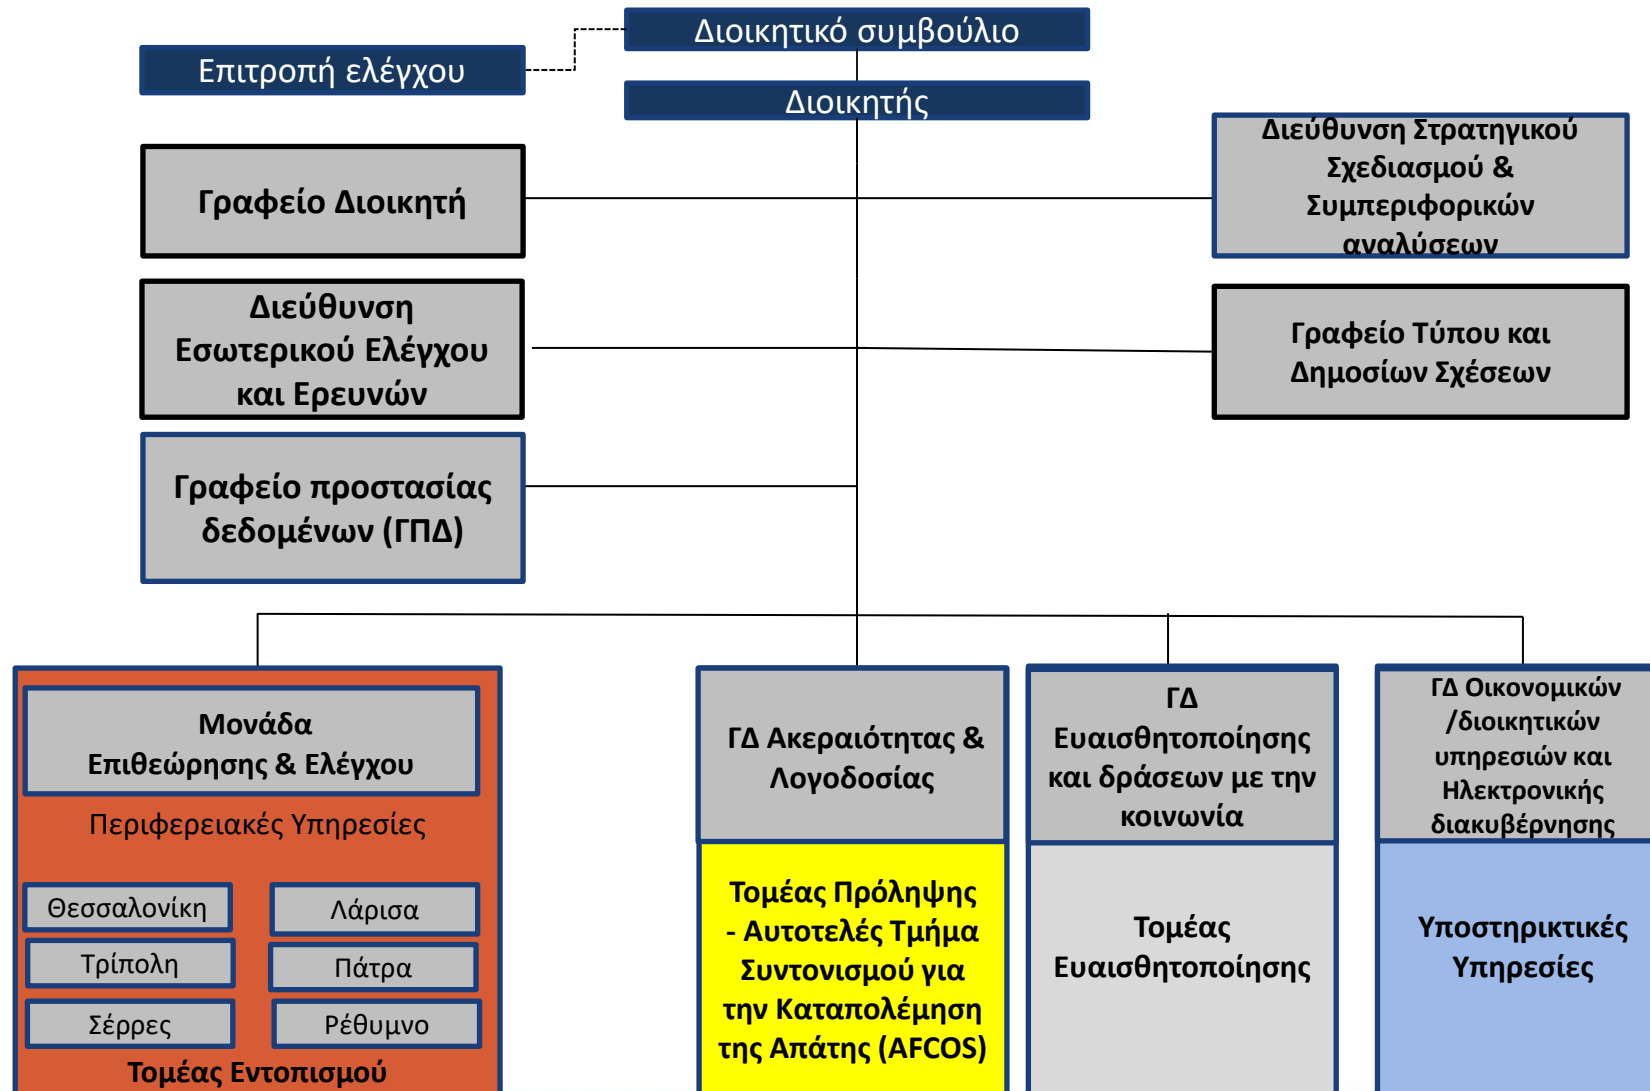 Διοικητικό συμβούλιο
Επιτροπή ελέγχου
Διοικητής
Γραφείο Διοικητή
Διεύθυνση Στρατηγικού
Σχεδιασμού &
Συμπεριφορικών
αναλύσεων
Διεύθυνση
Εσωτερικού Ελέγχου
και Ερευνών
Γραφείο Τύπου και
Δημοσίων Σχέσεων
Γραφείο προστασίας
δεδομένων (ΓΠΔ)
Μονάδα
Επιθεώρησης & Ελέγχου
Περιφερειακές Υπηρεσίες
Θεσσαλονίκη
Λάρισα
Τρίπολη
Πάτρα
Σέρρες
Ρέθυμνο
Τομέας Εντοπισμού
ΓΔ Ακεραιότητας &
Λογοδοσίας
Τομέας Πρόληψης
- Αυτοτελές Τμήμα
Συντονισμού για
την Καταπολέμηση
της Απάτης (AFCOS)
ΓΔ
Ευαισθητοποίησης
και δράσεων με την
κοινωνία
Τομέας
Ευαισθητοποίησης
ΓΔ Οικονομικών
/διοικητικών
υπηρεσιών και
Ηλεκτρονικής
διακυβέρνησης
Υποστηρικτικές
Υπηρεσίες